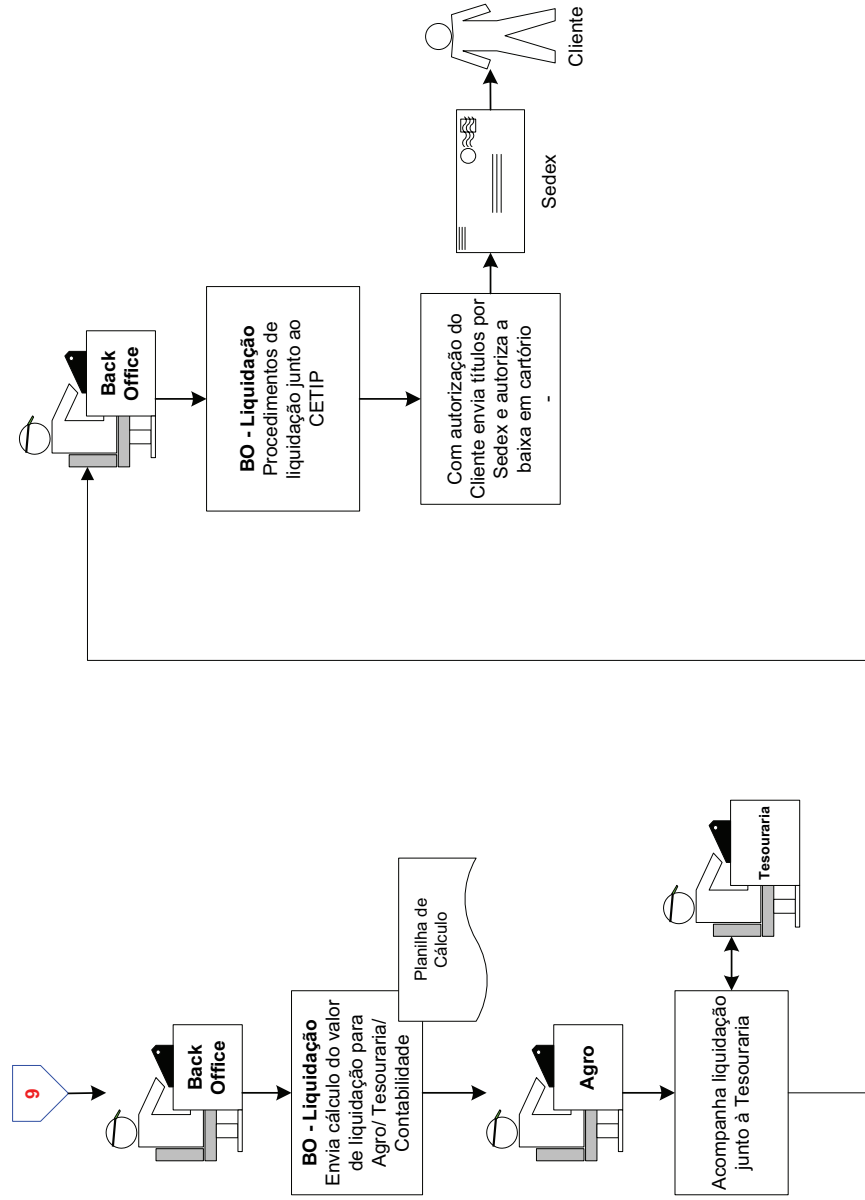 9
Back
Office
BO - Liquidação
Envia cálculo do valor
de liquidação para
Agro/ Tesouraria/
Contabilidade
Planilha de
Cálculo
Agro
Acompanha liquidação
junto à Tesouraria
Tesouraria
Back
Office
BO - Liquidação
Procedimentos de
liquidação junto ao
CETIP
Com autorização do
Cliente envia títulos por
Sedex e autoriza a
baixa em cartório
-
Sedex
Cliente